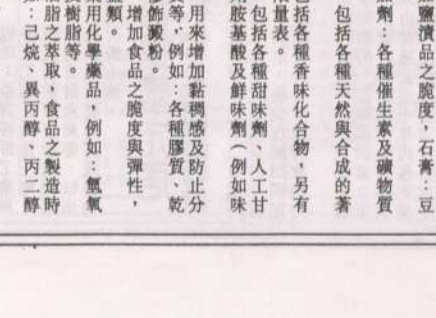 鹽漬品之脆度，石膏：豆
劑：各種催生素及礦物質
包括各種天然與合成的著
包括各種香味化合物，另有
限量表。
包括各種甜味劑、人工甘
胺基酸及鮮味劑（例如味
用來增加黏稠感及防止分
等，例如：各種膠質、乾
修飾澱粉。
增加食品之脆度與彈性，
鹽類。
用化學藥品，例如：氫氧
樹脂等。
脂之萃取，食品之製造時
：己烷、異丙醇、丙二醇